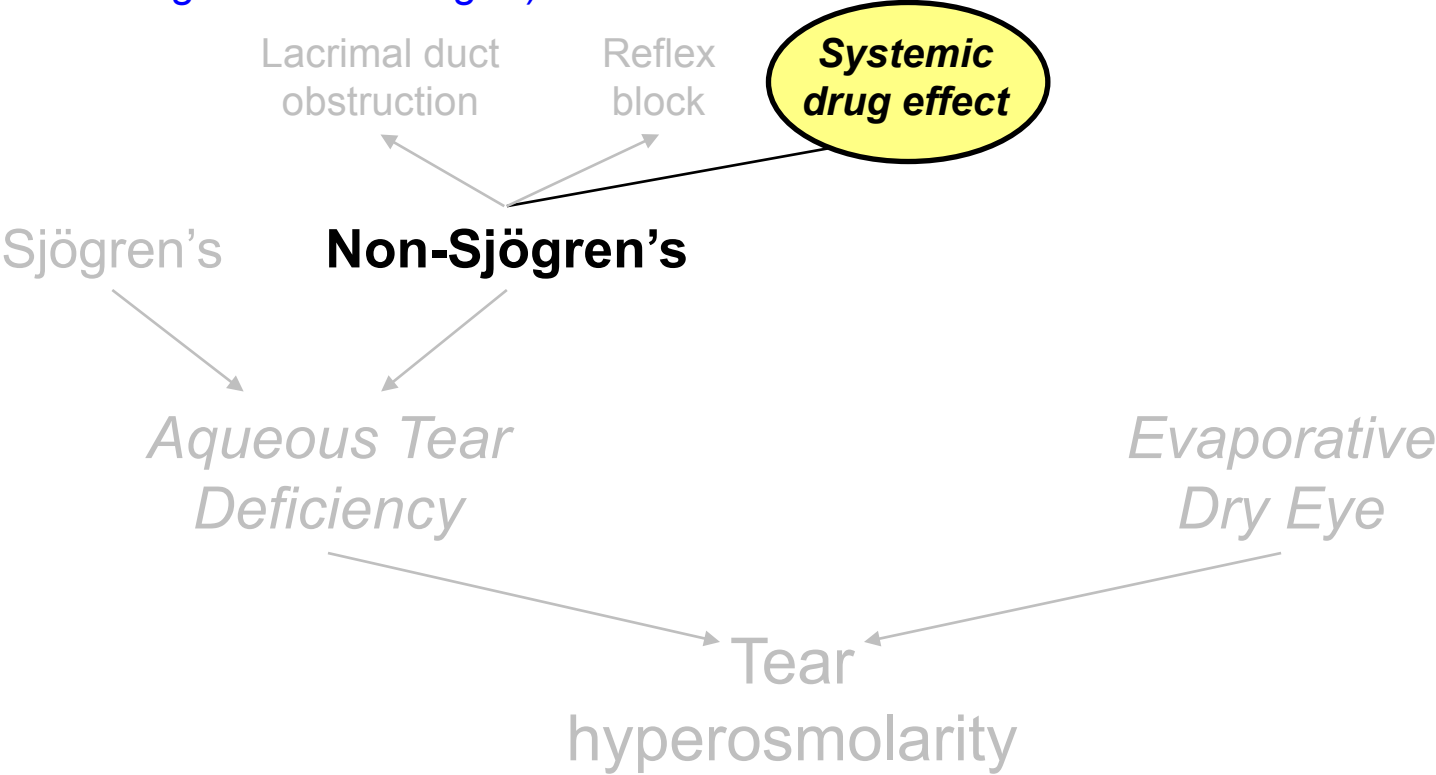 Lacrimal duct
obstruction
Reflex
block
Systemic
drug effect
Sjögren’s
Non-Sjögren’s
Aqueous Tear
Deficiency
Evaporative
Dry Eye
Tear
hyperosmolarity